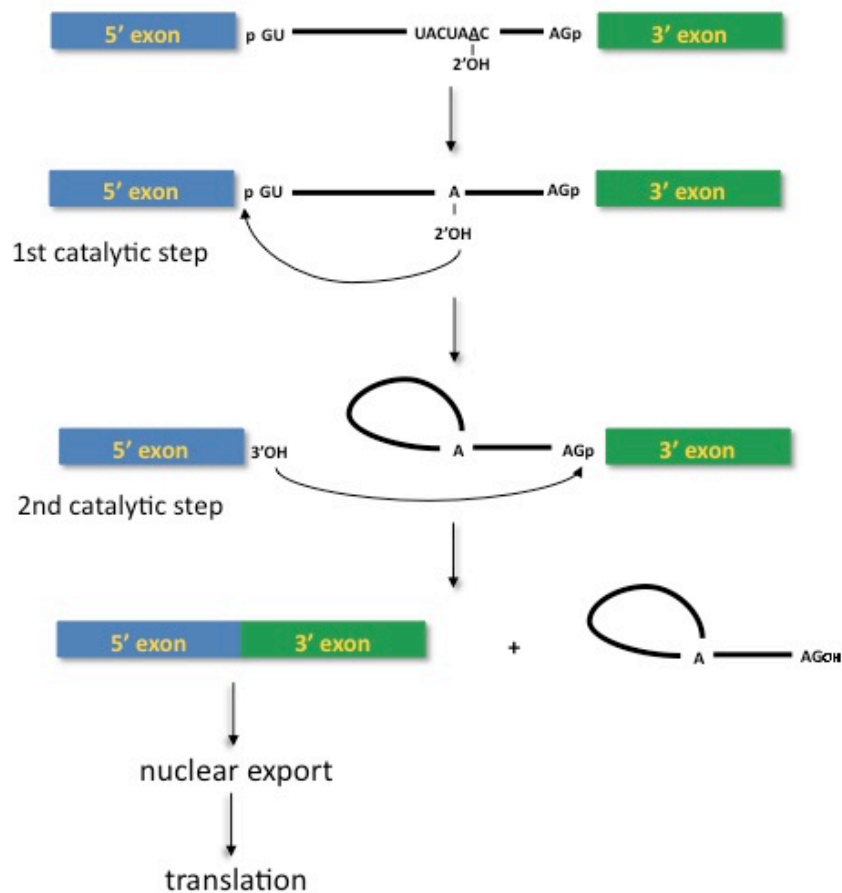 5' exon p GU UACUAAC AGp 3' exon
2'OH
5' exon p GU A AGp 3' exon
2'OH
1st catalytic step
5' exon 3'OH A AGp 3' exon
2nd catalytic step
5' exon 3' exon + A AGOH
nuclear export
translation